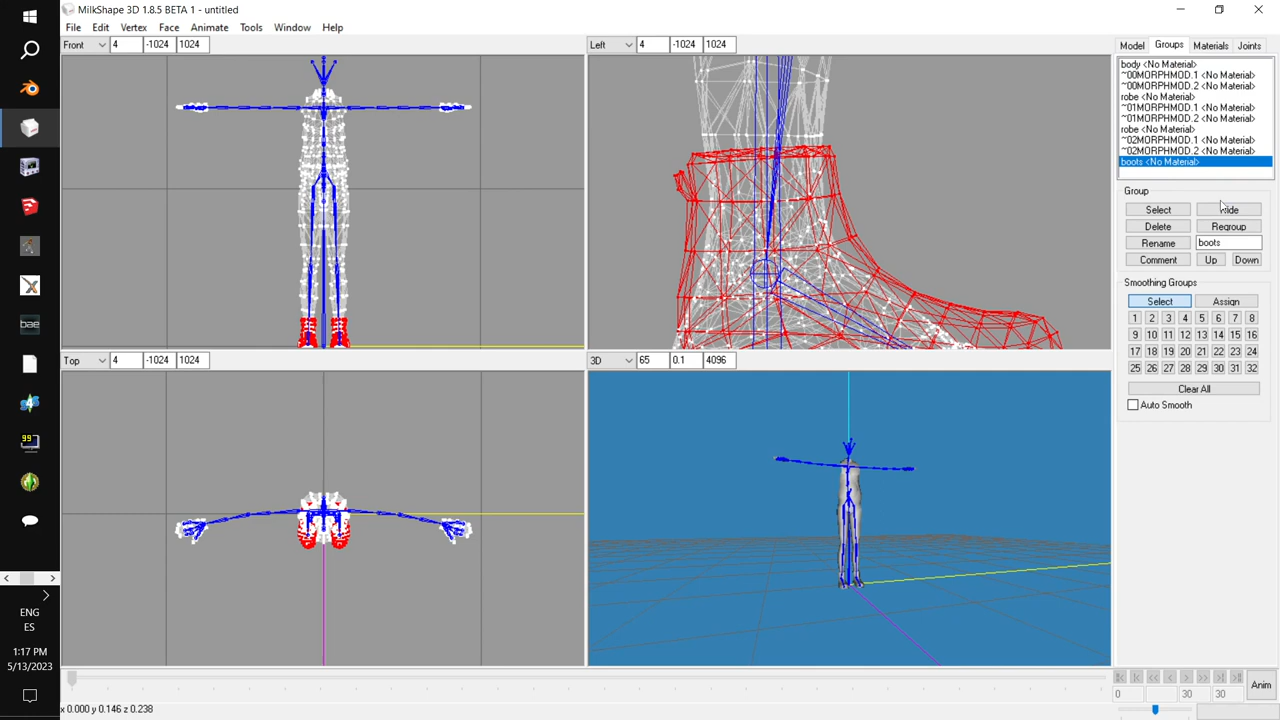 MilkShape 3D 1.8.5 BETA 1 - untitled
File Edit Vertex Face Animate Tools Window Help
Front 4 -1024 1024
Left 4 -1024 1024
Model Groups Materials Joints
body <No Material>
~00MORPHMOD.1 <No Material>
~00MORPHMOD.2 <No Material>
robe <No Material>
~01MORPHMOD.1 <No Material>
~01MORPHMOD.2 <No Material>
robe <No Material>
~02MORPHMOD.1 <No Material>
~02MORPHMOD.2 <No Material>
boots <No Material>
Group
Select Hide
Delete Regroup
Rename boots
Comment Up Down
Smoothing Groups
Select Assign
1 2 3 4 5 6 7 8
9 10 11 12 13 14 15 16
17 18 19 20 21 22 23 24
25 26 27 28 29 30 31 32
Clear All
Auto Smooth
Top 4 -1024 1024
3D 65 0.1 4096
bae
99
ENG
ES
1:17 PM
5/13/2023
0 30 30
Anim
x 0.000 y 0.146 z 0.238